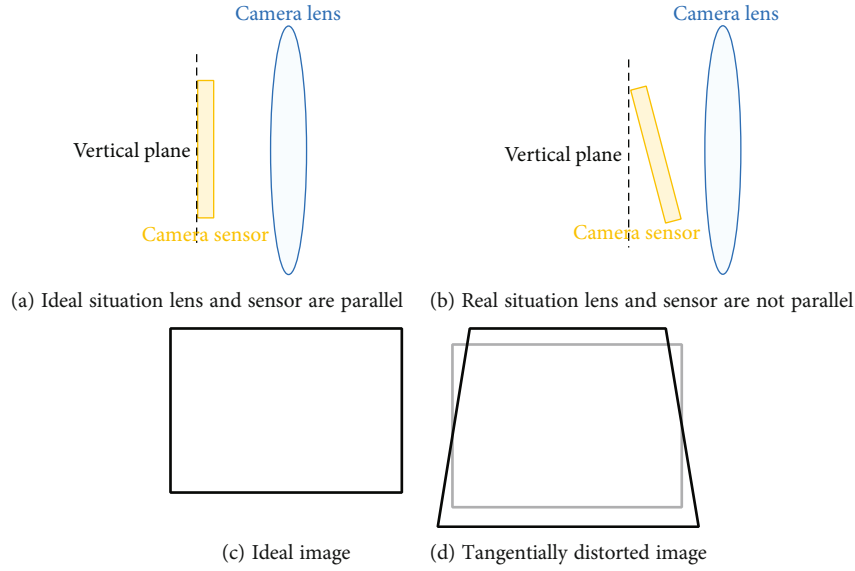 Camera lens
Camera lens
Vertical plane
Vertical plane
Camera sensor
Camera sensor
(a) Ideal situation lens and sensor are parallel
(b) Real situation lens and sensor are not parallel
(c) Ideal image
(d) Tangentially distorted image